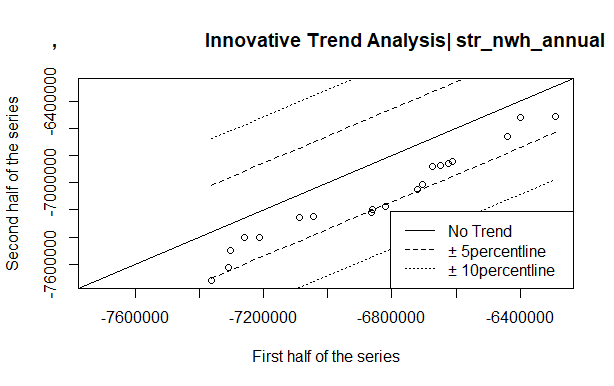 , Innovative Trend Analysis| str_nwh_annual
Second half of the series
-6400000
-7000000
-7600000
No Trend
± 5percentline
± 10percentline
-7600000 -7200000 -6800000 -6400000
First half of the series